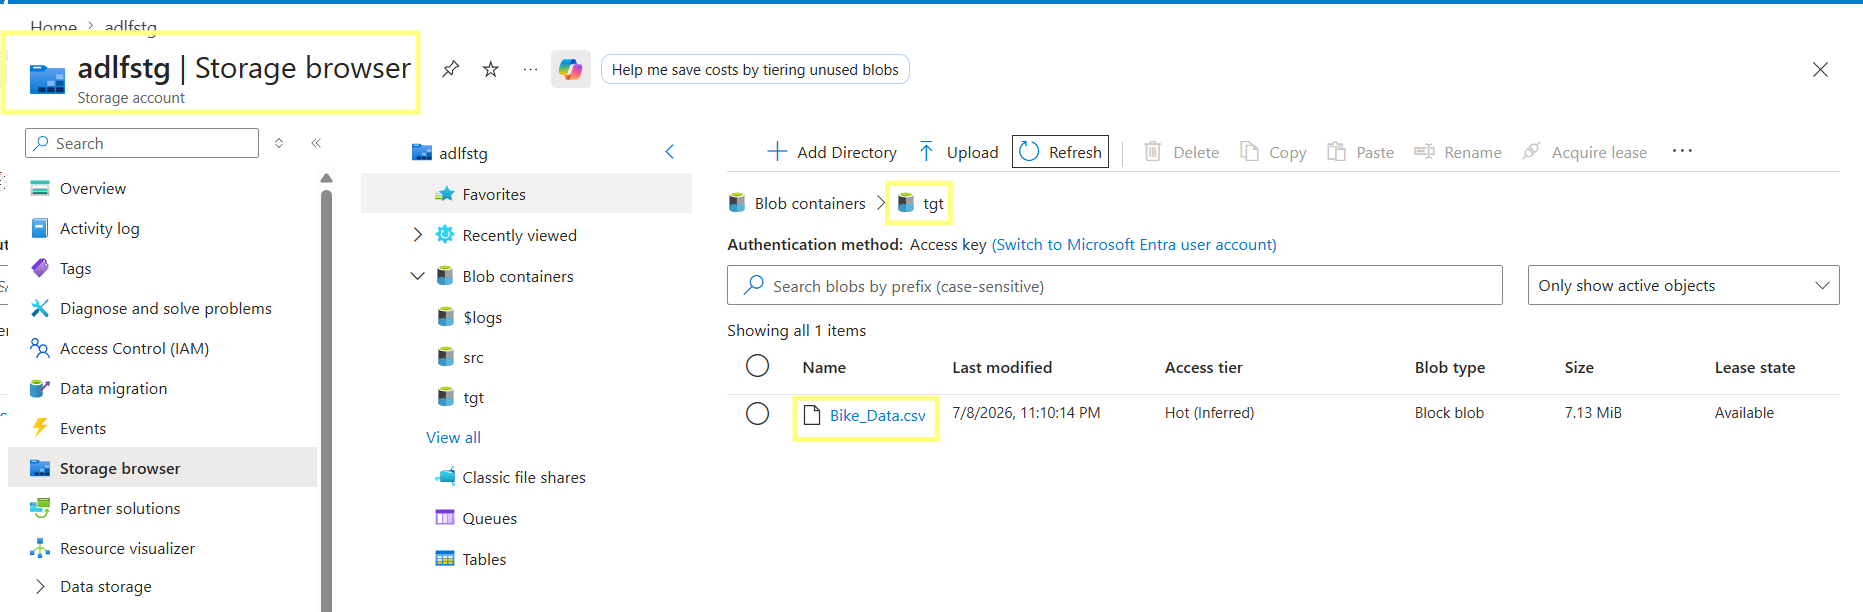 Home > adlfstg
adlfstg | Storage browser
Storage account
... Help me save costs by tiering unused blobs
Search
Overview
Activity log
Tags
Diagnose and solve problems
Access Control (IAM)
Data migration
Events
Storage browser
Partner solutions
Resource visualizer
Data storage
adlfstg
Favorites
Recently viewed
Blob containers
$logs
src
tgt
View all
Classic file shares
Queues
Tables
Add Directory Upload Refresh Delete Copy Paste Rename Acquire lease ...
Blob containers > tgt
Authentication method: Access key (Switch to Microsoft Entra user account)
Search blobs by prefix (case-sensitive) Only show active objects
Showing all 1 items
Name Last modified Access tier Blob type Size Lease state
Bike_Data.csv 7/8/2026, 11:10:14 PM Hot (Inferred) Block blob 7.13 MiB Available